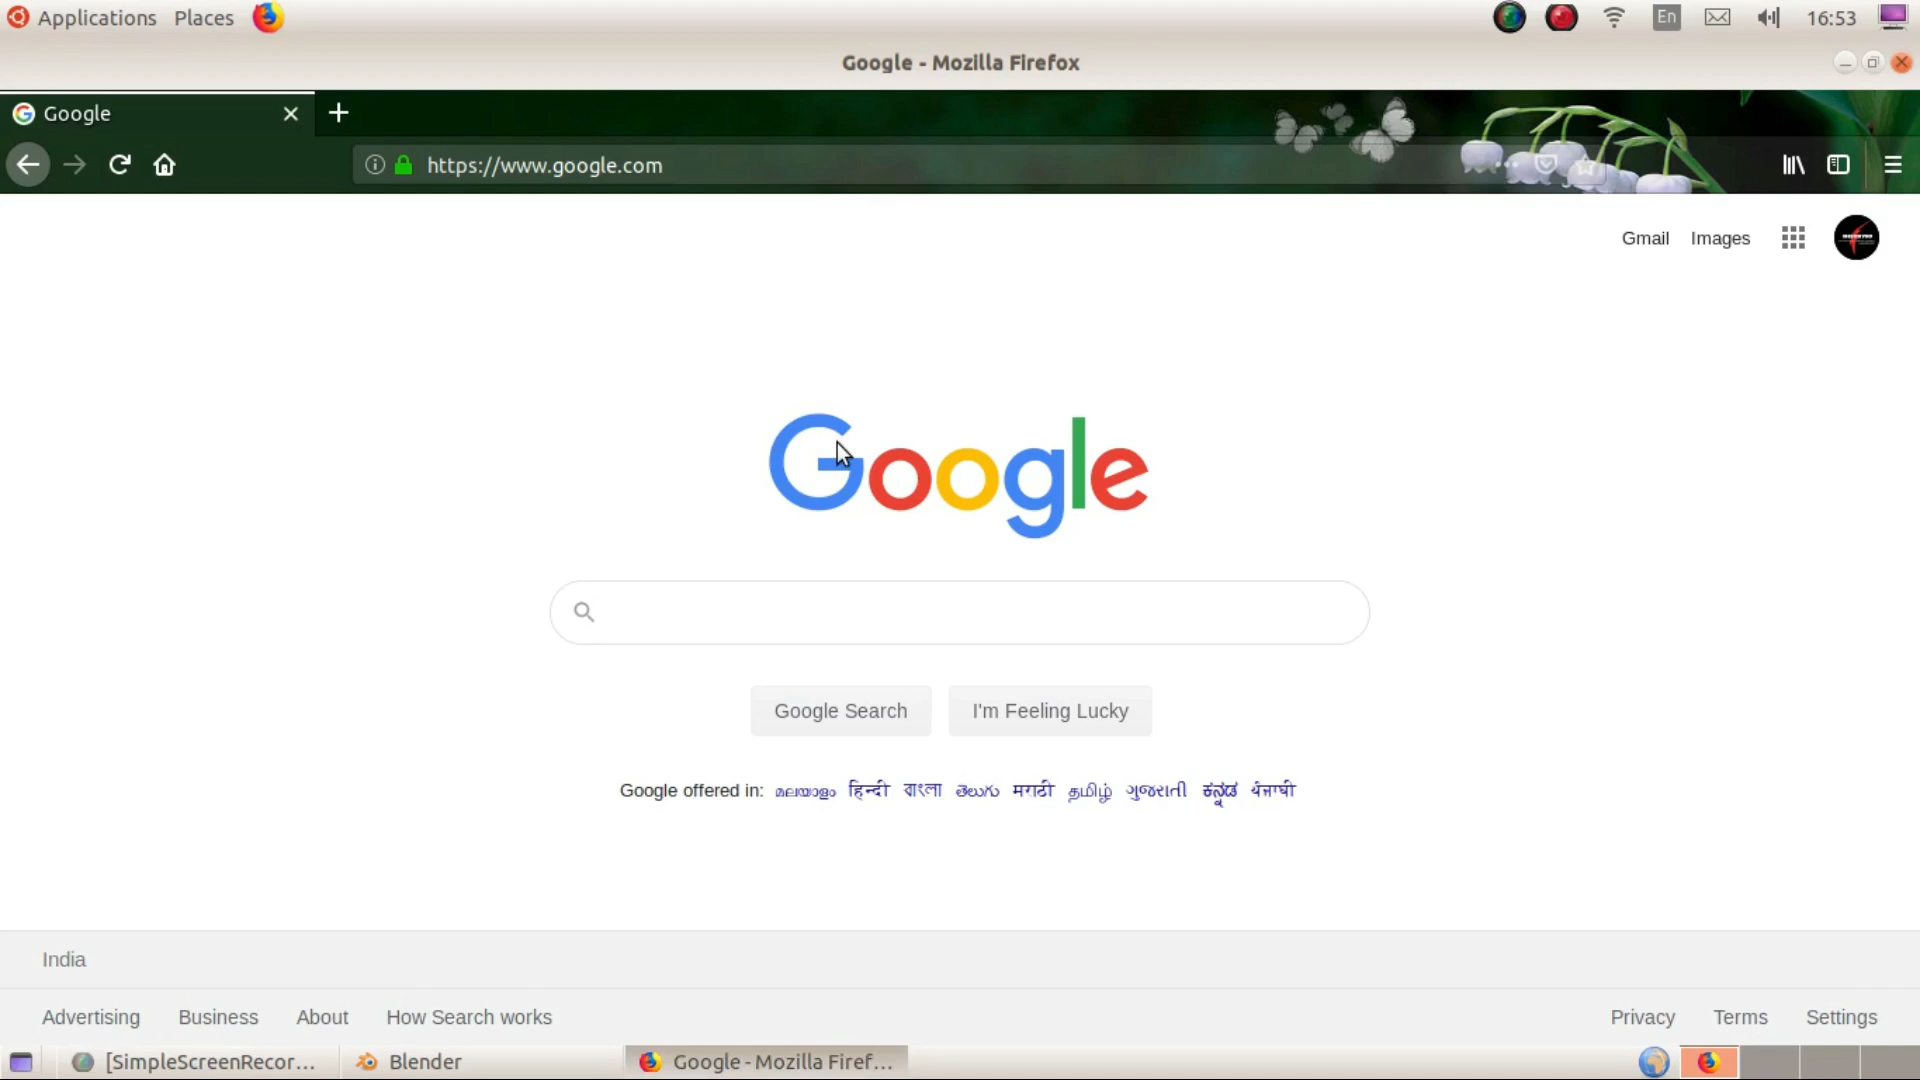 Applications Places En 16:53
Google - Mozilla Firefox
Google
https://www.google.com
Gmail Images
Google
Google Search I'm Feeling Lucky
Google offered in: മലയാളം हिन्दी বাংলা తెలుగు मराठी தமிழ் ગુજરાતી ಕನ್ನಡ ਪੰਜਾਬੀ
India
Advertising Business About How Search works Privacy Terms Settings
[SimpleScreenRecor... Blender Google - Mozilla Firef...